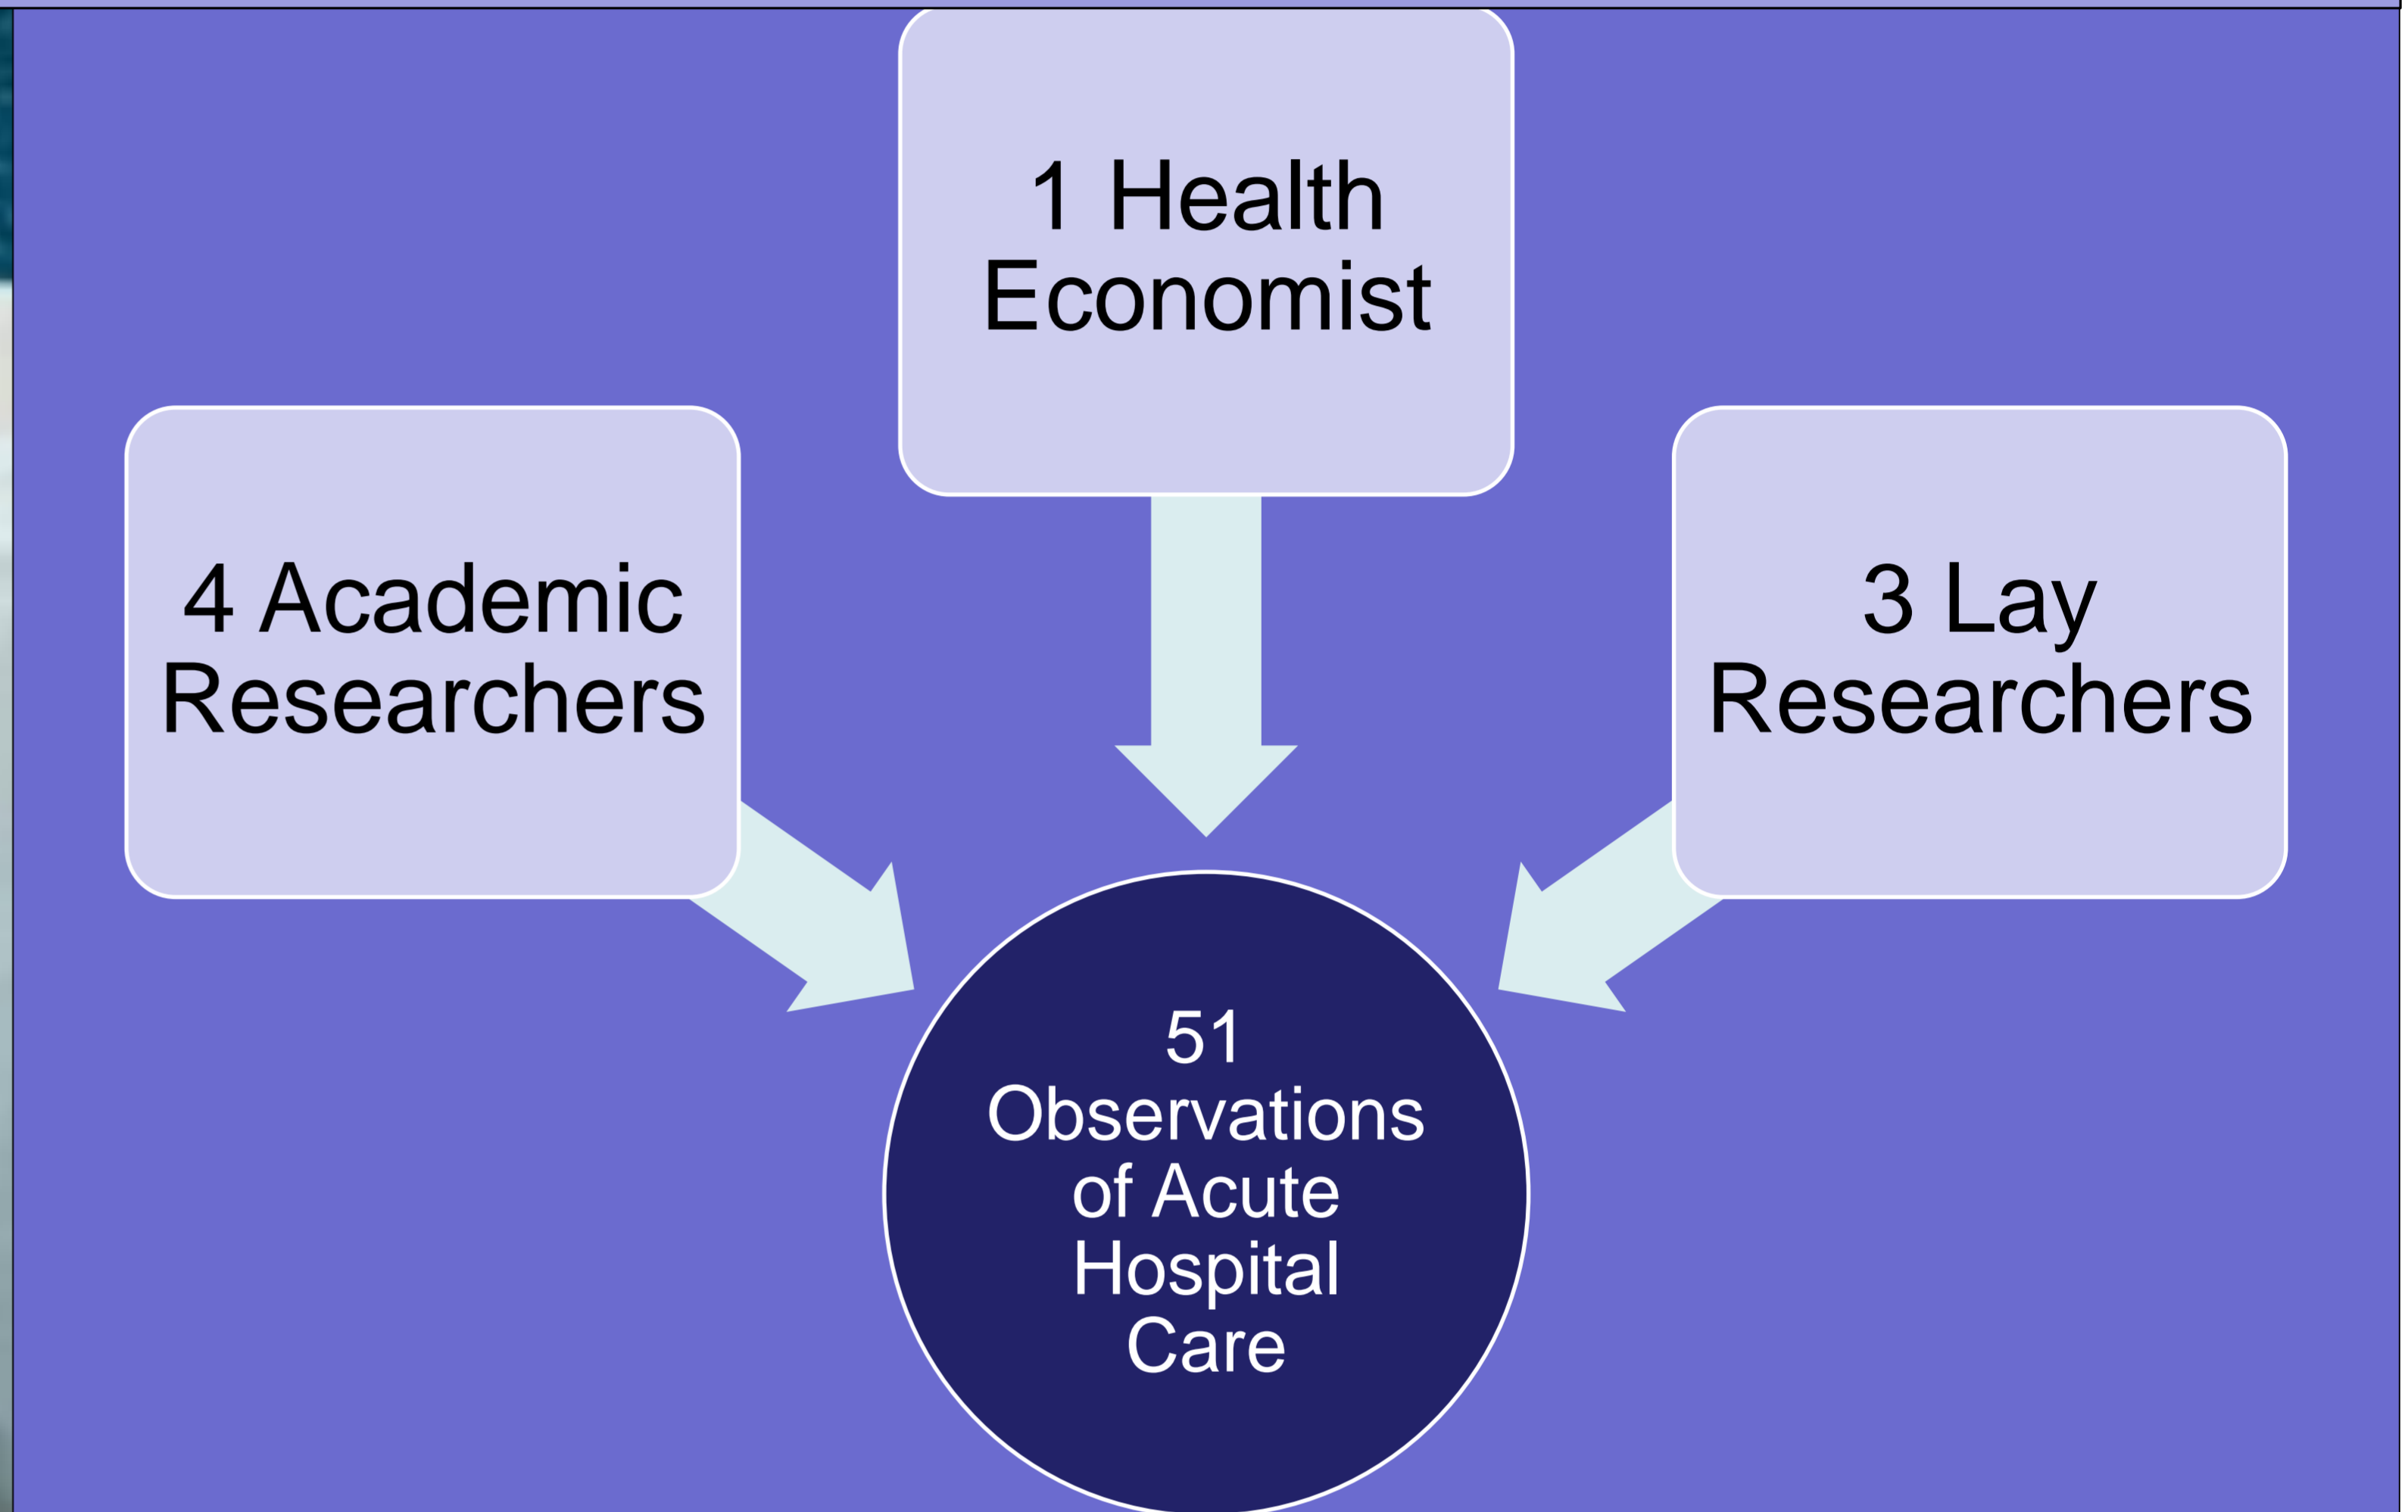 1 Health
Economist
4 Academic
Researchers
3 Lay
Researchers
51
Observations
of Acute
Hospital
Care